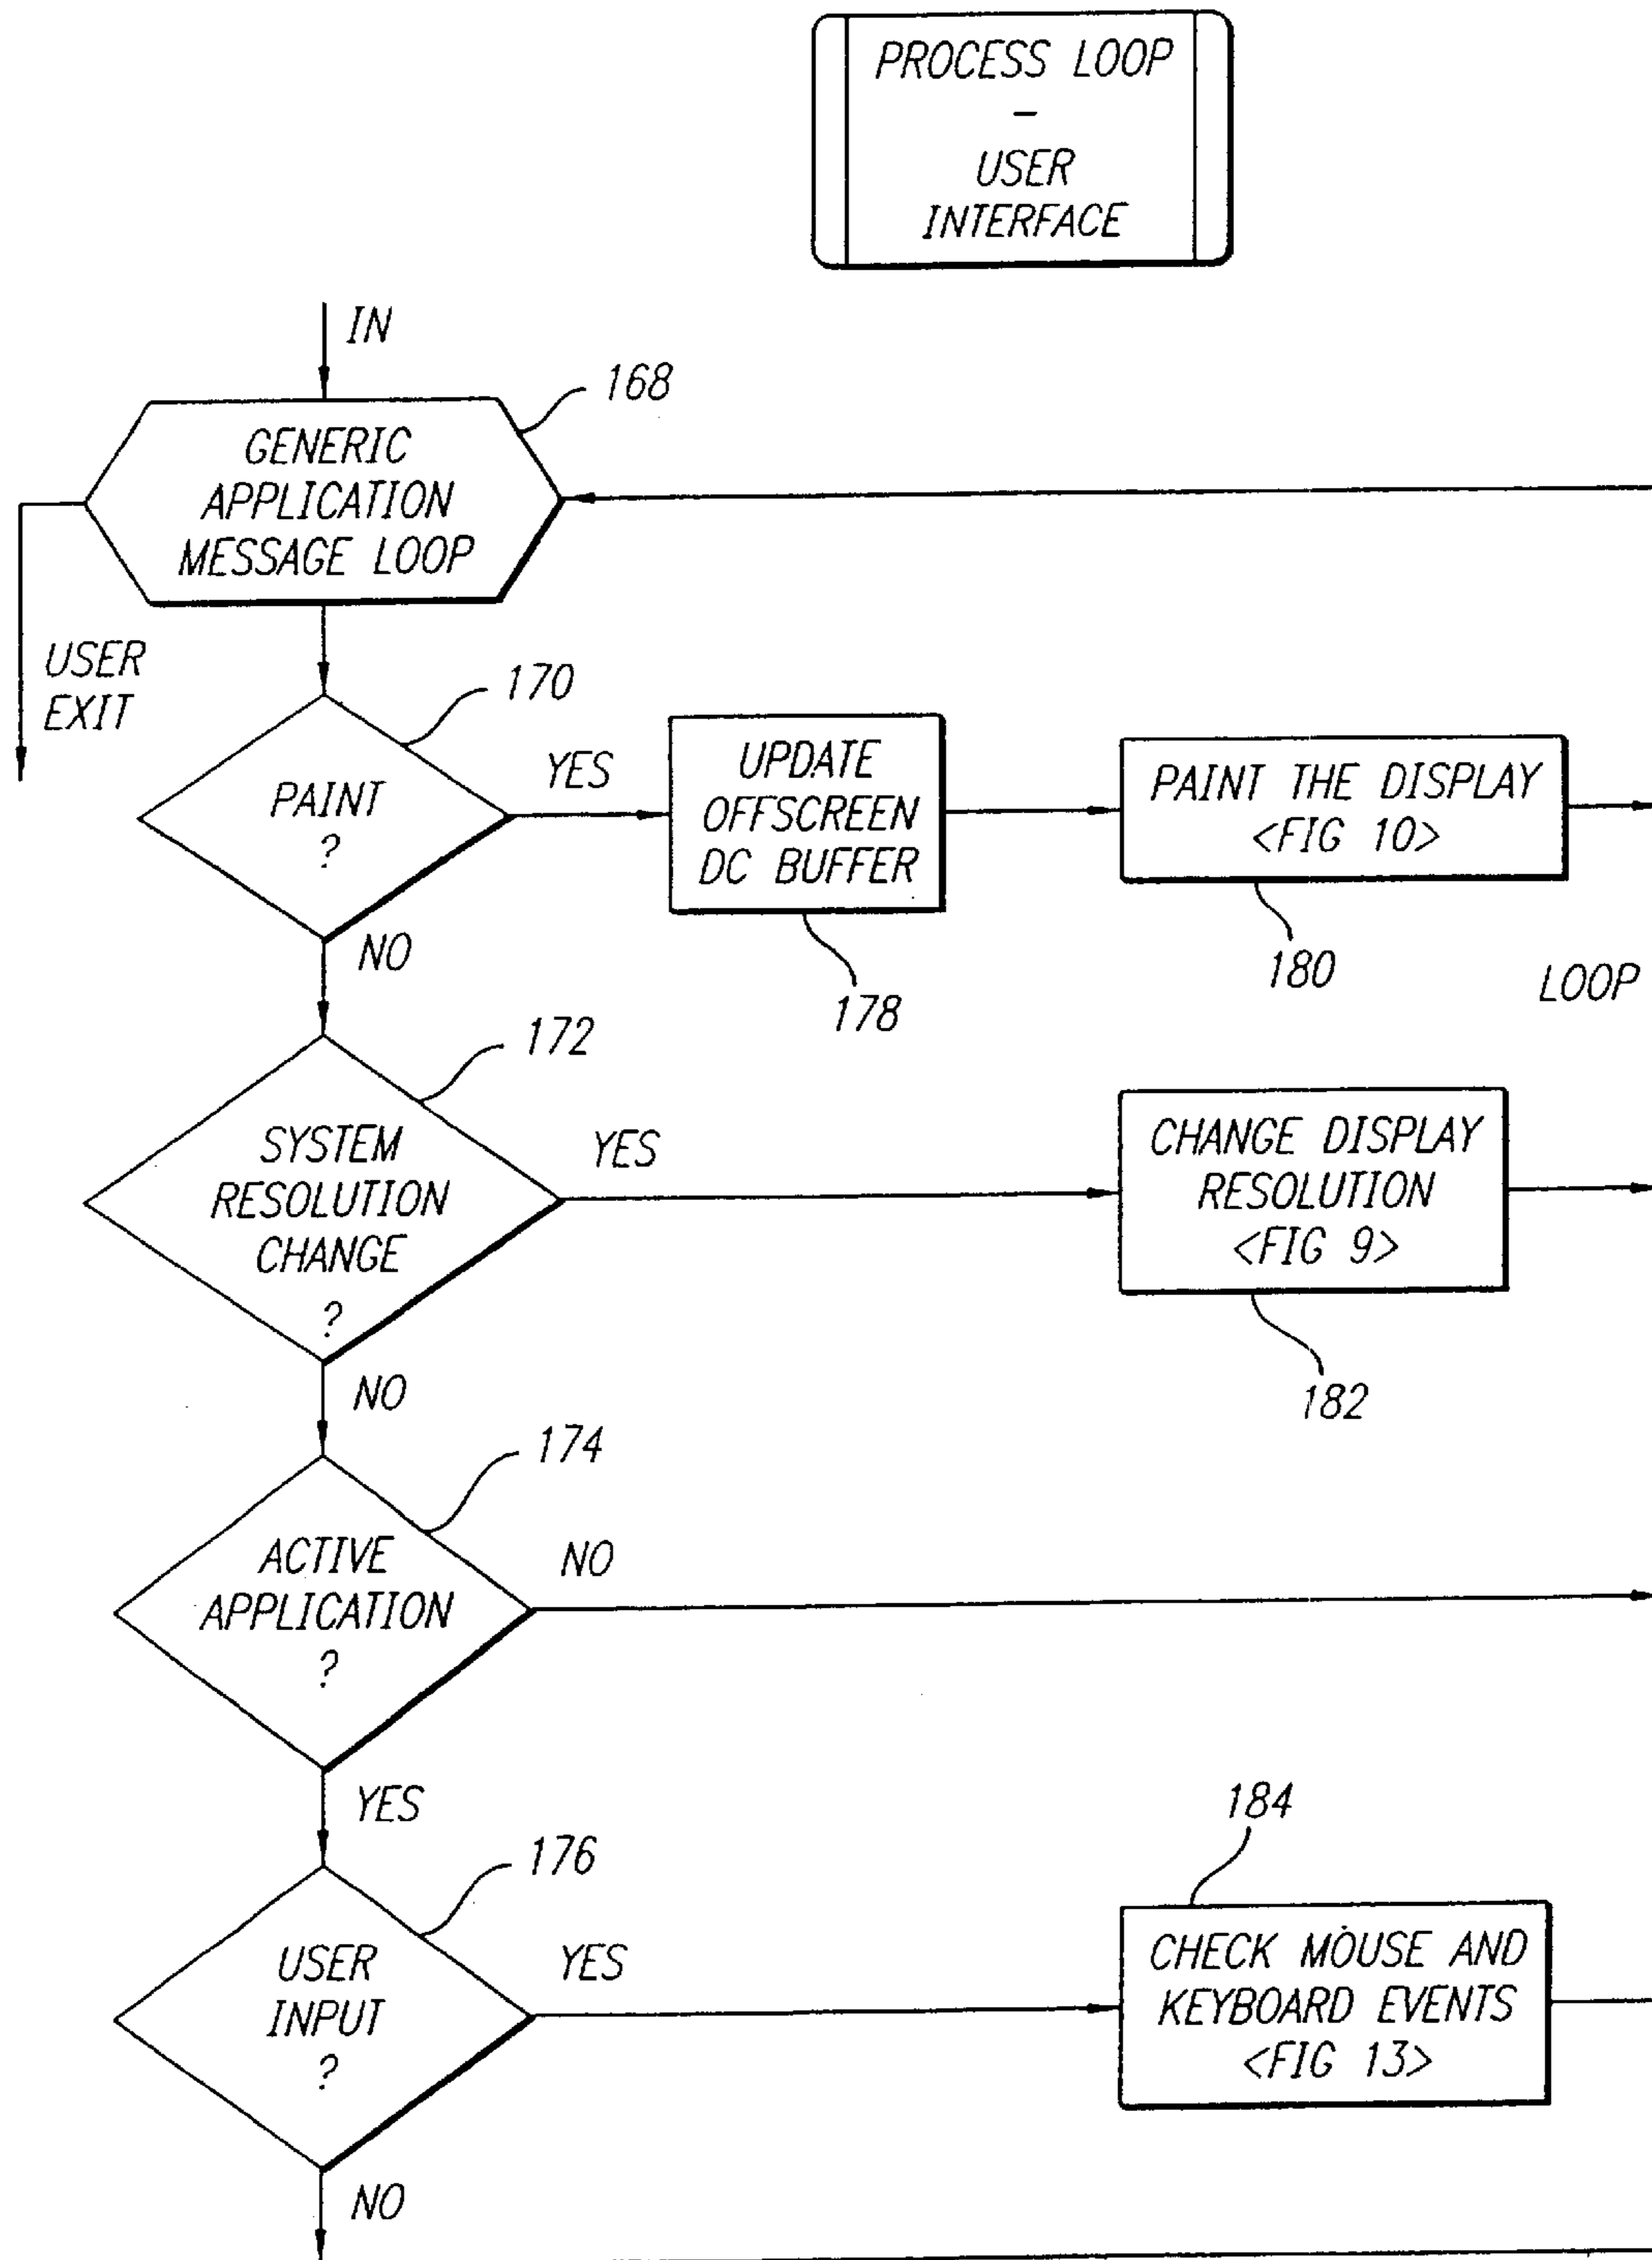 PROCESS LOOP
-
USER
INTERFACE
IN
168
GENERIC
APPLICATION
MESSAGE LOOP
USER
EXIT
170
PAINT
?
YES
UPDATE
OFFSCREEN
DC BUFFER
178
PAINT THE DISPLAY
<FIG 10>
180
LOOP
NO
172
SYSTEM
RESOLUTION
CHANGE
?
YES
CHANGE DISPLAY
RESOLUTION
<FIG 9>
182
NO
174
ACTIVE
APPLICATION
?
NO
YES
176
USER
INPUT
?
YES
184
CHECK MOUSE AND
KEYBOARD EVENTS
<FIG 13>
NO